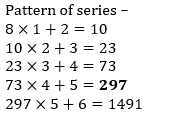 Pattern of series –
8 × 1 + 2 = 10
10 × 2 + 3 = 23
23 × 3 + 4 = 73
73 × 4 + 5 = 297
297 × 5 + 6 = 1491